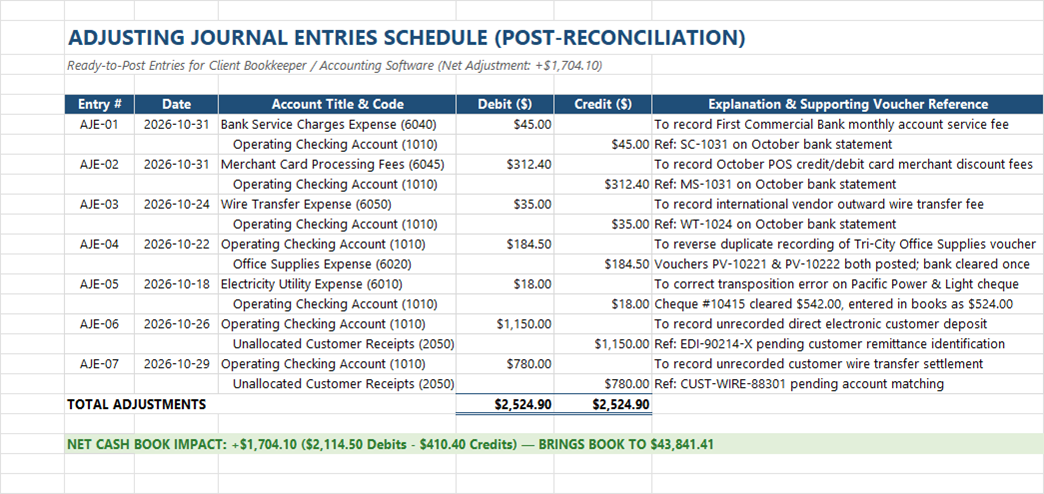 ADJUSTING JOURNAL ENTRIES SCHEDULE (POST-RECONCILIATION)
Ready-to-Post Entries for Client Bookkeeper / Accounting Software (Net Adjustment: +$1,704.10)
Entry # Date Account Title & Code Debit ($) Credit ($) Explanation & Supporting Voucher Reference
AJE-01 2026-10-31 Bank Service Charges Expense (6040) $45.00 To record First Commercial Bank monthly account service fee
Operating Checking Account (1010) $45.00 Ref: SC-1031 on October bank statement
AJE-02 2026-10-31 Merchant Card Processing Fees (6045) $312.40 To record October POS credit/debit card merchant discount fees
Operating Checking Account (1010) $312.40 Ref: MS-1031 on October bank statement
AJE-03 2026-10-24 Wire Transfer Expense (6050) $35.00 To record international vendor outward wire transfer fee
Operating Checking Account (1010) $35.00 Ref: WT-1024 on October bank statement
AJE-04 2026-10-22 Operating Checking Account (1010) $184.50 To reverse duplicate recording of Tri-City Office Supplies voucher
Office Supplies Expense (6020) $184.50 Vouchers PV-10221 & PV-10222 both posted; bank cleared once
AJE-05 2026-10-18 Electricity Utility Expense (6010) $18.00 To correct transposition error on Pacific Power & Light cheque
Operating Checking Account (1010) $18.00 Cheque #10415 cleared $542.00, entered in books as $524.00
AJE-06 2026-10-26 Operating Checking Account (1010) $1,150.00 To record unrecorded direct electronic customer deposit
Unallocated Customer Receipts (2050) $1,150.00 Ref: EDI-90214-X pending customer remittance identification
AJE-07 2026-10-29 Operating Checking Account (1010) $780.00 To record unrecorded customer wire transfer settlement
Unallocated Customer Receipts (2050) $780.00 Ref: CUST-WIRE-88301 pending account matching
TOTAL ADJUSTMENTS $2,524.90 $2,524.90
NET CASH BOOK IMPACT: +$1,704.10 ($2,114.50 Debits - $410.40 Credits) — BRINGS BOOK TO $43,841.41